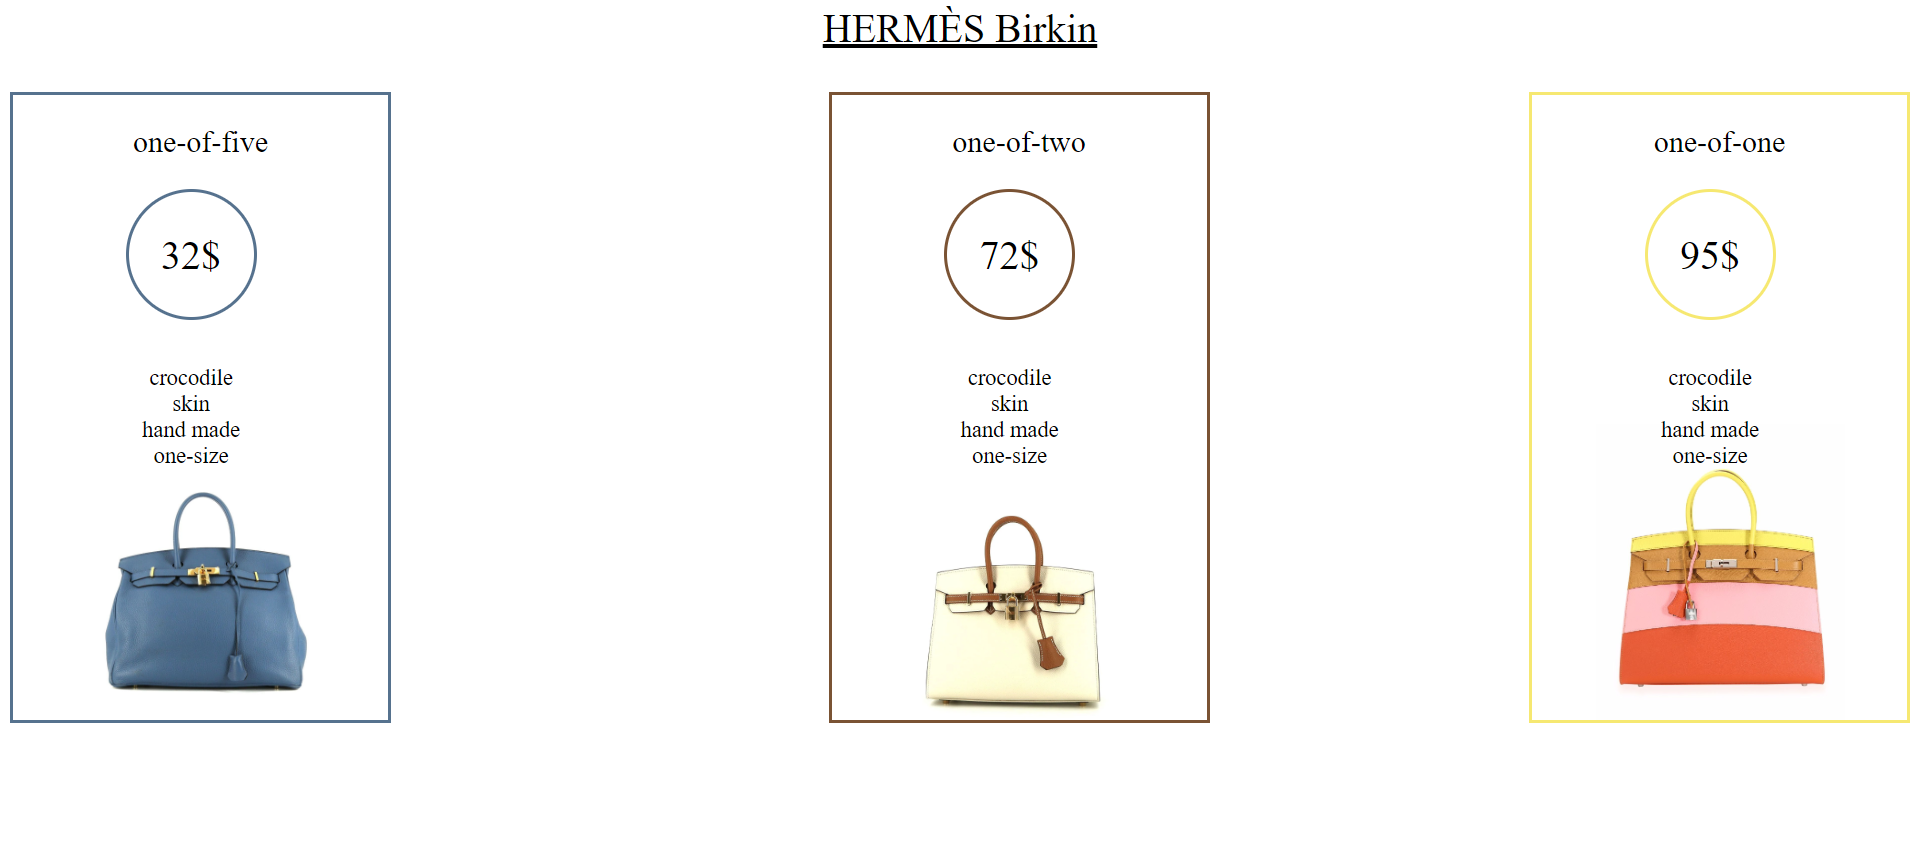 HERMÈS Birkin
one-of-five
32$
crocodile
skin
hand made
one-size
one-of-two
72$
crocodile
skin
hand made
one-size
one-of-one
95$
crocodile
skin
hand made
one-size